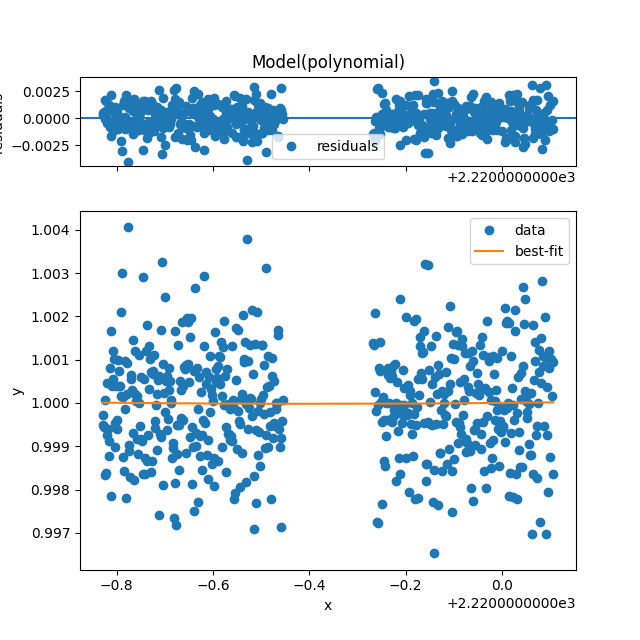 Model(polynomial)
0.0025
0.0000
−0.0025
residuals
+2.2200000000e3
1.004
1.003
1.002
1.001
1.000
0.999
0.998
0.997
y
data
best-fit
−0.8
−0.6
−0.4
−0.2
0.0
x
+2.2200000000e3